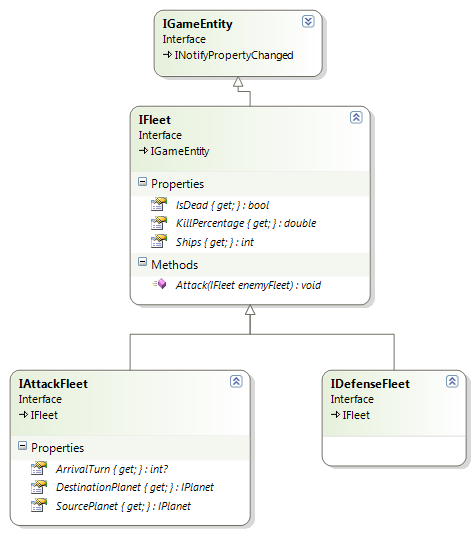 IGameEntity
Interface
INotifyPropertyChanged
IFleet
Interface
IGameEntity
Properties
IsDead { get; } : bool
KillPercentage { get; } : double
Ships { get; } : int
Methods
Attack(IFleet enemyFleet) : void
IAttackFleet
Interface
IFleet
Properties
ArrivalTurn { get; } : int?
DestinationPlanet { get; } : IPlanet
SourcePlanet { get; } : IPlanet
IDefenseFleet
Interface
IFleet